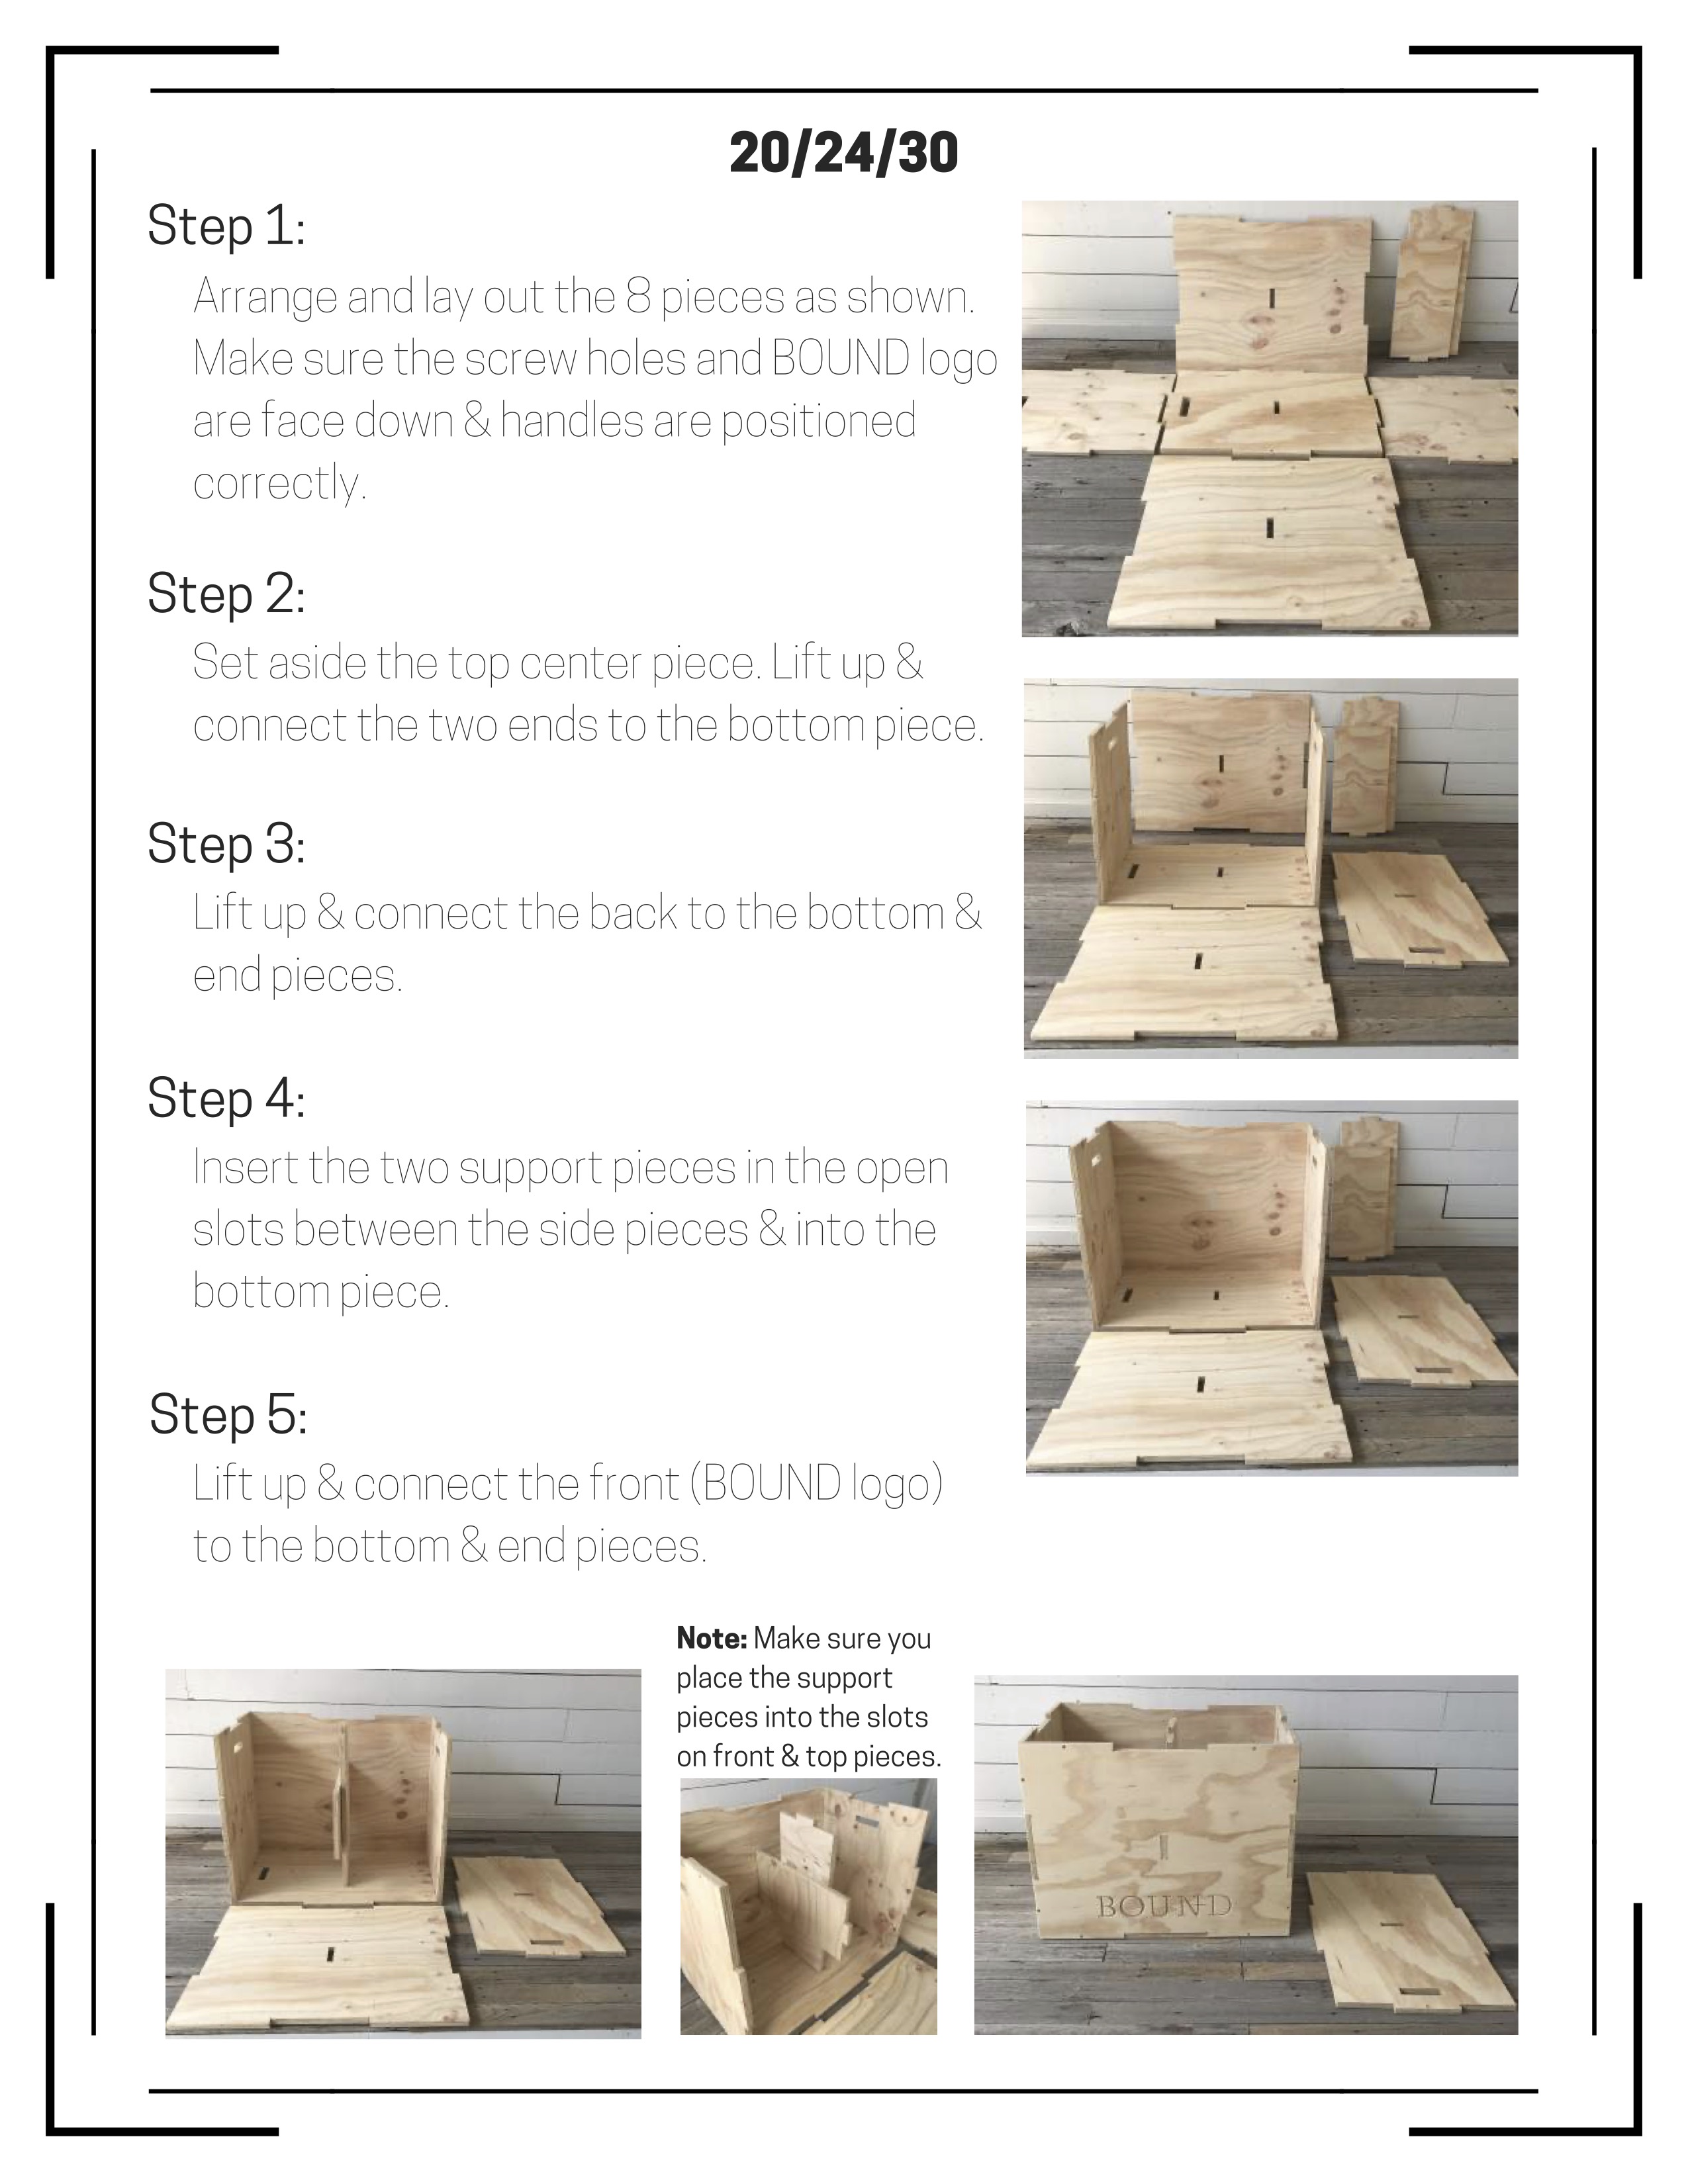 20/24/30
Step 1:
Arrange and lay out the 8 pieces as shown.
Make sure the screw holes and BOUND logo
are face down & handles are positioned
correctly.
Step 2:
Set aside the top center piece. Lift up &
connect the two ends to the bottom piece.
Step 3:
Lift up & connect the back to the bottom &
end pieces.
Step 4:
Insert the two support pieces in the open
slots between the side pieces & into the
bottom piece.
Step 5:
Lift up & connect the front (BOUND logo)
to the bottom & end pieces.
Note: Make sure you
place the support
pieces into the slots
on front & top pieces.
BOUND